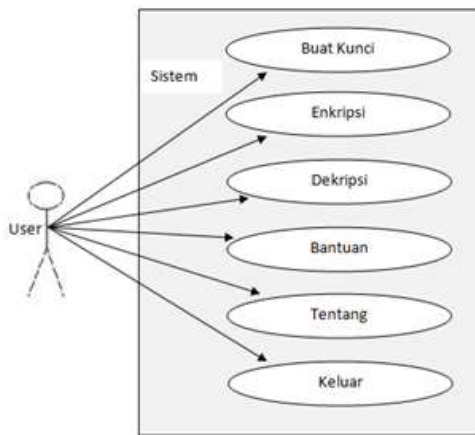 Buat Kunci
Sistem
Enkripsi
Dekripsi
User
Bantuan
Tentang
Keluar